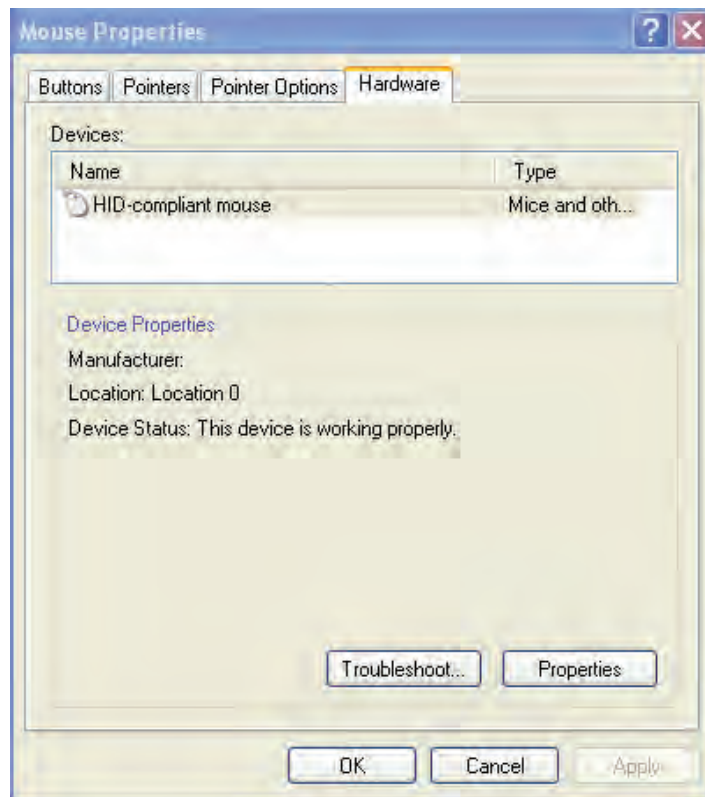 Mouse Properties
Buttons Pointers Pointer Options Hardware
Devices:
Name Type
HID-compliant mouse Mice and oth...
Device Properties
Manufacturer:
Location: Location 0
Device Status: This device is working properly.
Troubleshoot... Properties
OK Cancel Apply